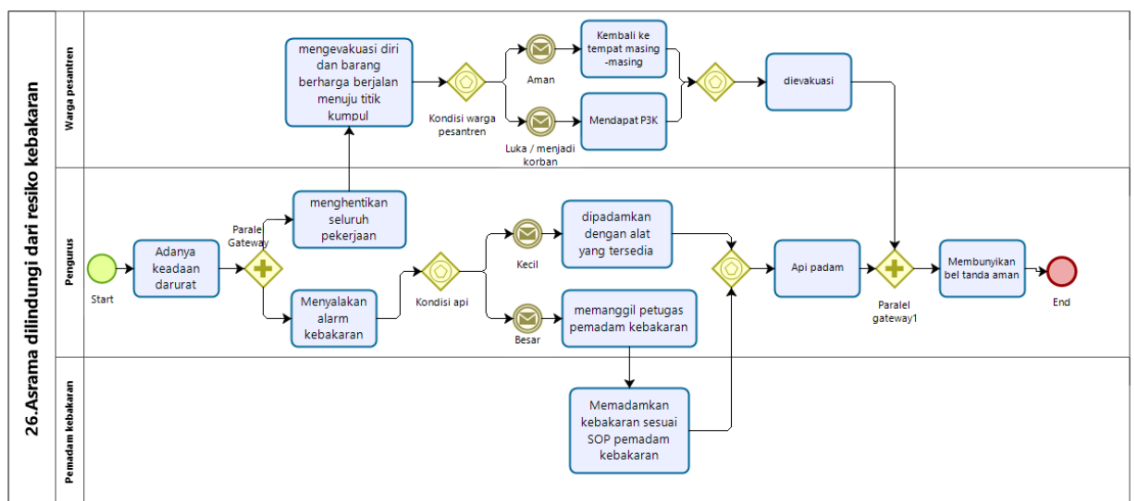 26.Asrama dilindungi dari resiko kebakaran
Warga pesantren
mengevakuasi diri
dan barang
berharga berjalan
menuju titik
kumpul
Kondisi warga
pesantren
Aman
Kembali ke
tempat masing
-masing
Luka / menjadi
korban
Mendapat P3K
dievakuasi
Pengurus
Start
Adanya
keadaan
darurat
Paralel
Gateway
menghentikan
seluruh
pekerjaan
Menyalakan
alarm
kebakaran
Kondisi api
Kecil
dipadamkan
dengan alat
yang tersedia
Besar
memanggil petugas
pemadam kebakaran
Api padam
Paralel
gateway1
Membunyikan
bel tanda aman
End
Pemadam kebakaran
Memadamkan
kebakaran sesuai
SOP pemadam
kebakaran